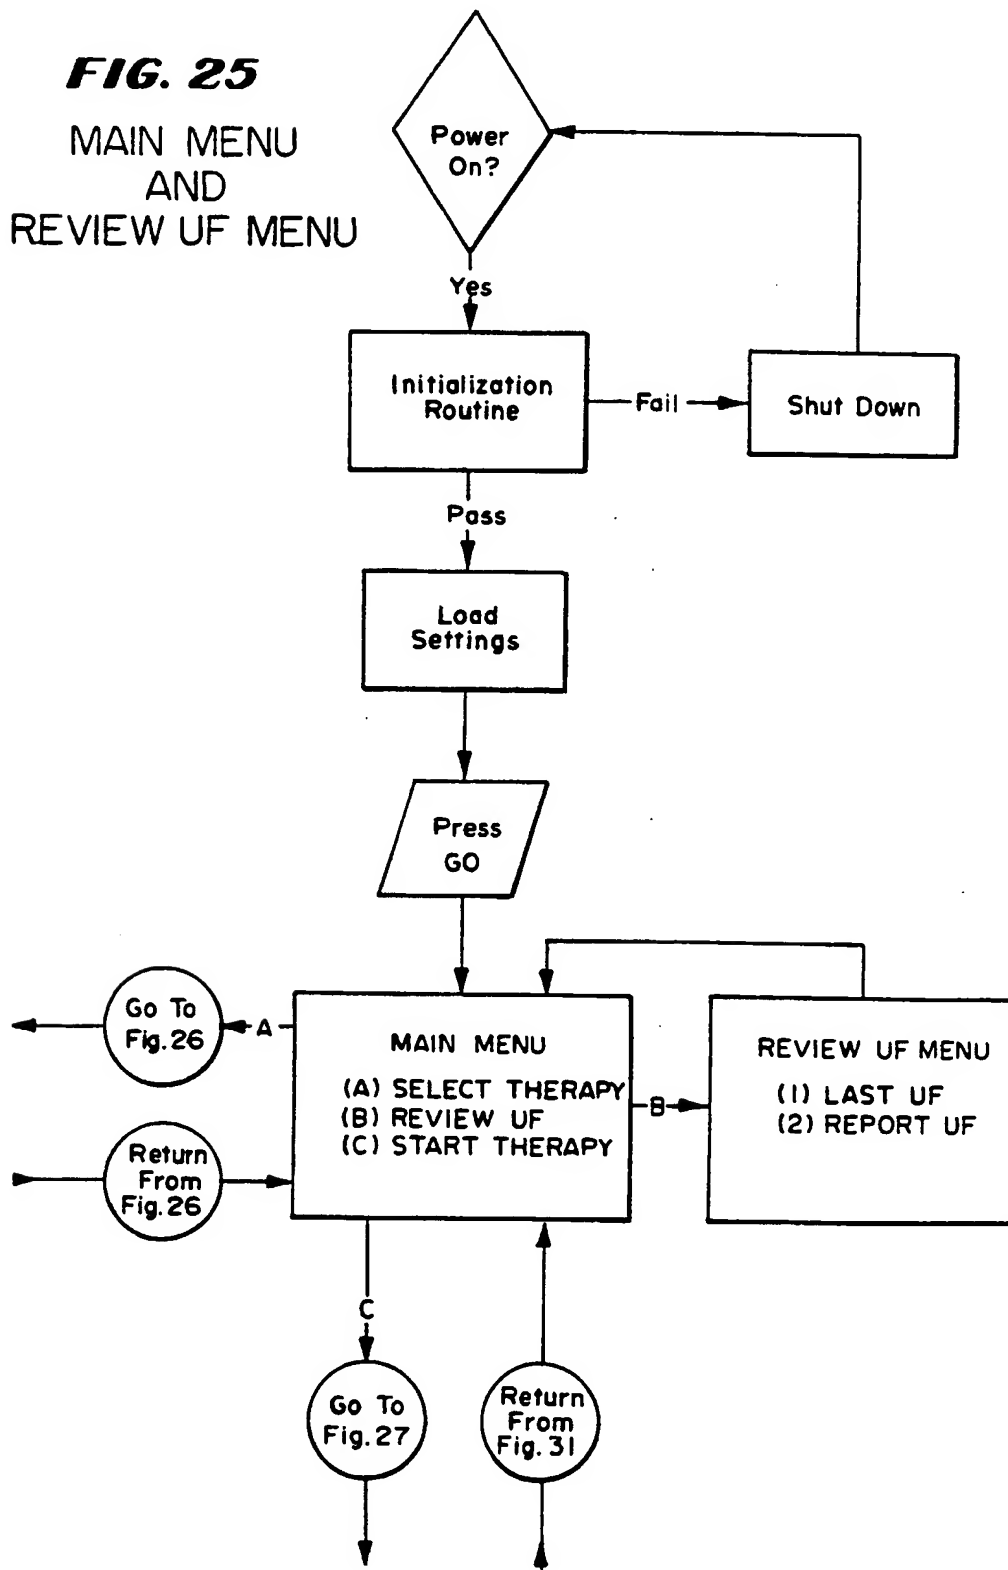 FIG. 25
MAIN MENU
AND
REVIEW UF MENU
Power
On?
Yes
Initialization
Routine
Fail
Shut Down
Pass
Load
Settings
Press
GO
Go To
Fig. 26
A
MAIN MENU
(A) SELECT THERAPY
(B) REVIEW UF
(C) START THERAPY
B
REVIEW UF MENU
(1) LAST UF
(2) REPORT UF
Return
From
Fig. 26
C
Go To
Fig. 27
Return
From
Fig. 31